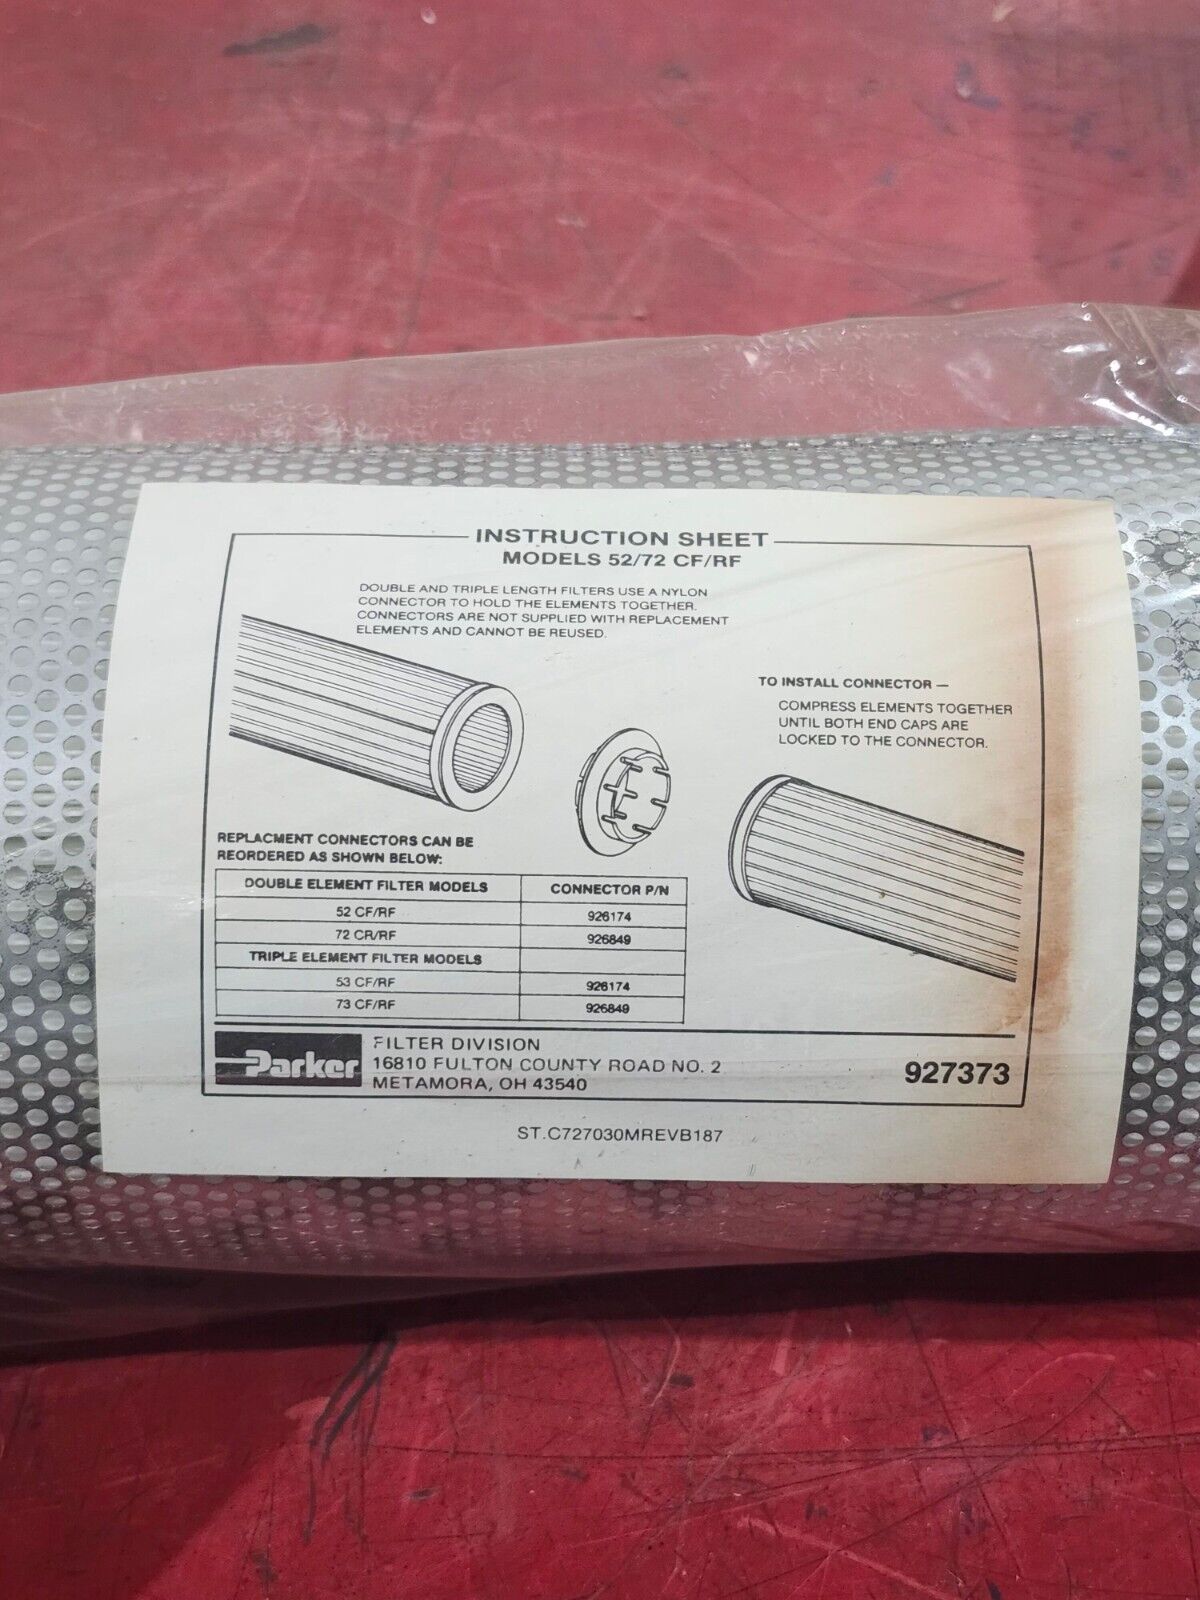 INSTRUCTION SHEET
MODELS 52/72 CF/RF
DOUBLE AND TRIPLE LENGTH FILTERS USE A NYLON
CONNECTOR TO HOLD THE ELEMENTS TOGETHER.
CONNECTORS ARE NOT SUPPLIED WITH REPLACEMENT
ELEMENTS AND CANNOT BE REUSED.
TO INSTALL CONNECTOR —
COMPRESS ELEMENTS TOGETHER
UNTIL BOTH END CAPS ARE
LOCKED TO THE CONNECTOR.
REPLACMENT CONNECTORS CAN BE
REORDERED AS SHOWN BELOW:
DOUBLE ELEMENT FILTER MODELS CONNECTOR P/N
52 CF/RF 926174
72 CR/RF 926849
TRIPLE ELEMENT FILTER MODELS
53 CF/RF 926174
73 CF/RF 926849
Parker
FILTER DIVISION
16810 FULTON COUNTY ROAD NO. 2
METAMORA, OH 43540
927373
ST.C727030MREVB187